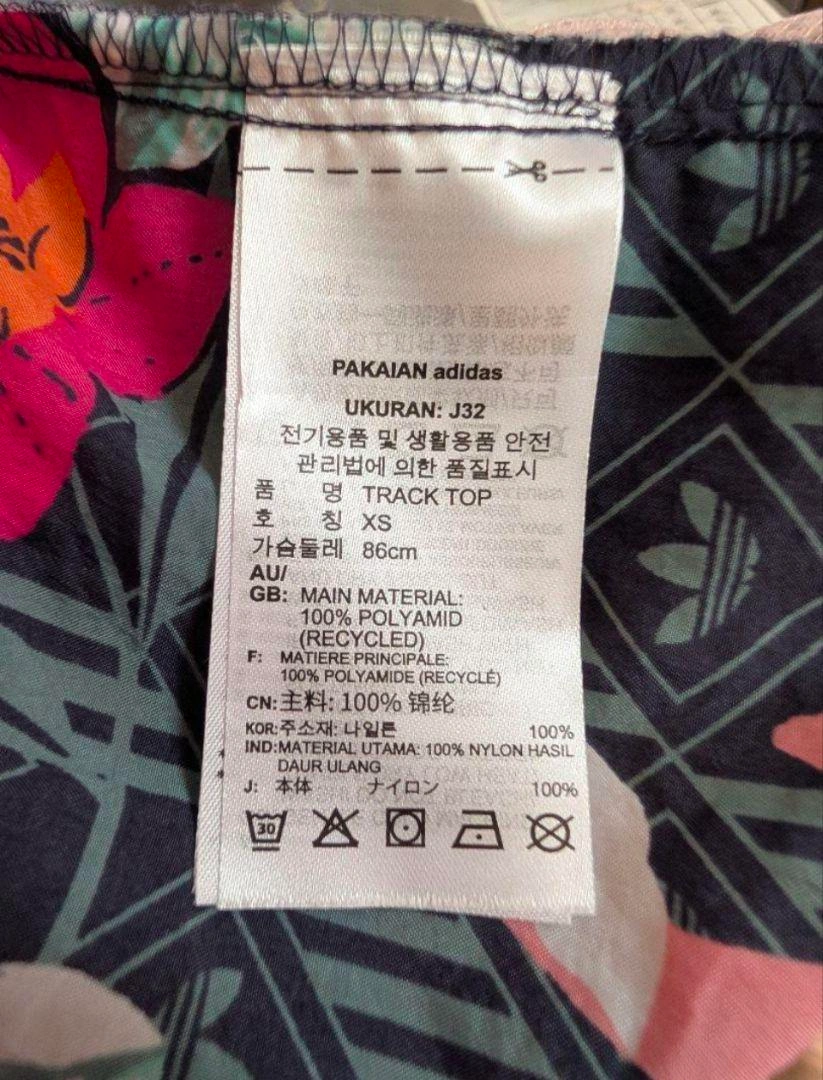 PAKAIAN adidas
UKURAN: J32
전기용품 및 생활용품 안전
관리법에 의한 품질표시
품 명 TRACK TOP
호 칭 XS
가슴둘레 86cm
AU/
GB: MAIN MATERIAL:
100% POLYAMID
(RECYCLED)
F: MATIERE PRINCIPALE:
100% POLYAMIDE (RECYCLÉ)
CN: 主料: 100% 锦纶
KOR: 주소재: 나일론 100%
IND: MATERIAL UTAMA: 100% NYLON HASIL
DAUR ULANG
J: 本体 ナイロン 100%
30